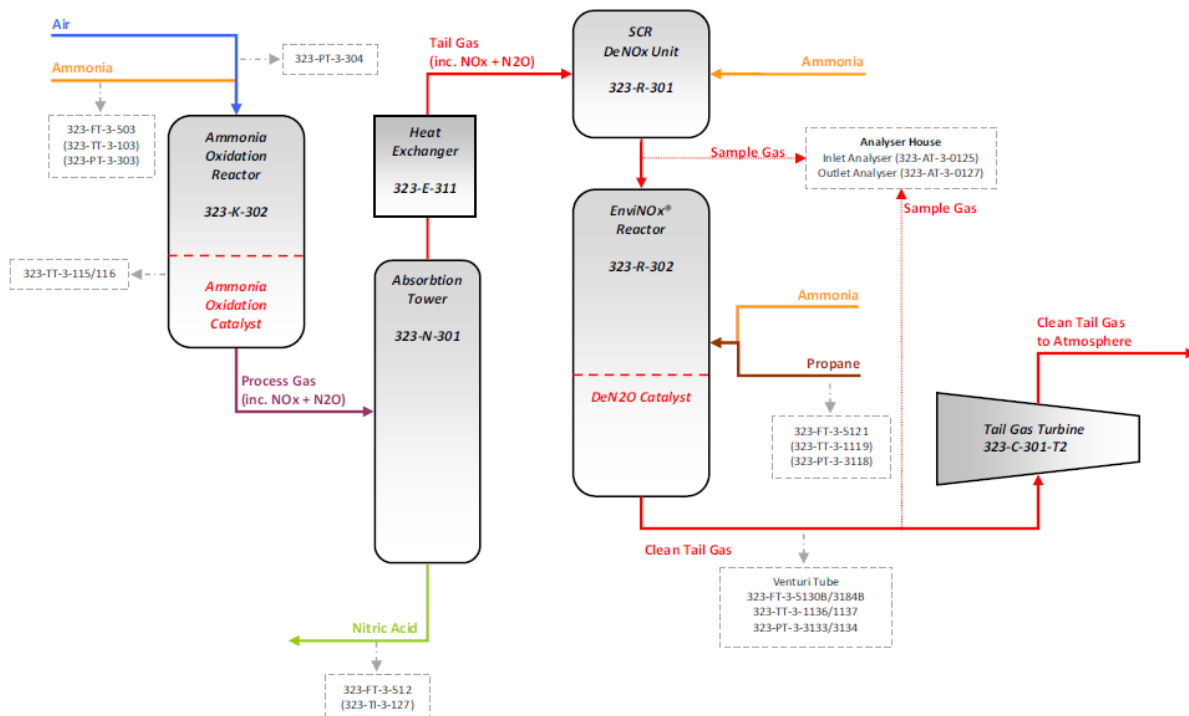 Air
Ammonia
323-PT-3-304
323-FT-3-503
(323-TT-3-103)
(323-PT-3-303)
Ammonia
Oxidation
Reactor
323-K-302
323-TT-3-115/116
Ammonia
Oxidation
Catalyst
Process Gas
(inc. NOx + N2O)
Tail Gas
(inc. NOx + N2O)
Heat
Exchanger
323-E-311
Absorbtion
Tower
323-N-301
Nitric Acid
323-FT-3-512
(323-TI-3-127)
SCR
DeNOx Unit
323-R-301
Ammonia
Sample Gas
Analyser House
Inlet Analyser (323-AT-3-0125)
Outlet Analyser (323-AT-3-0127)
Sample Gas
EnviNOx®
Reactor
323-R-302
Ammonia
Propane
DeN2O Catalyst
323-FT-3-5121
(323-TT-3-1119)
(323-PT-3-3118)
Clean Tail Gas
to Atmosphere
Tail Gas Turbine
323-C-301-T2
Clean Tail Gas
Venturi Tube
323-FT-3-5130B/3184B
323-TT-3-1136/1137
323-PT-3-3133/3134